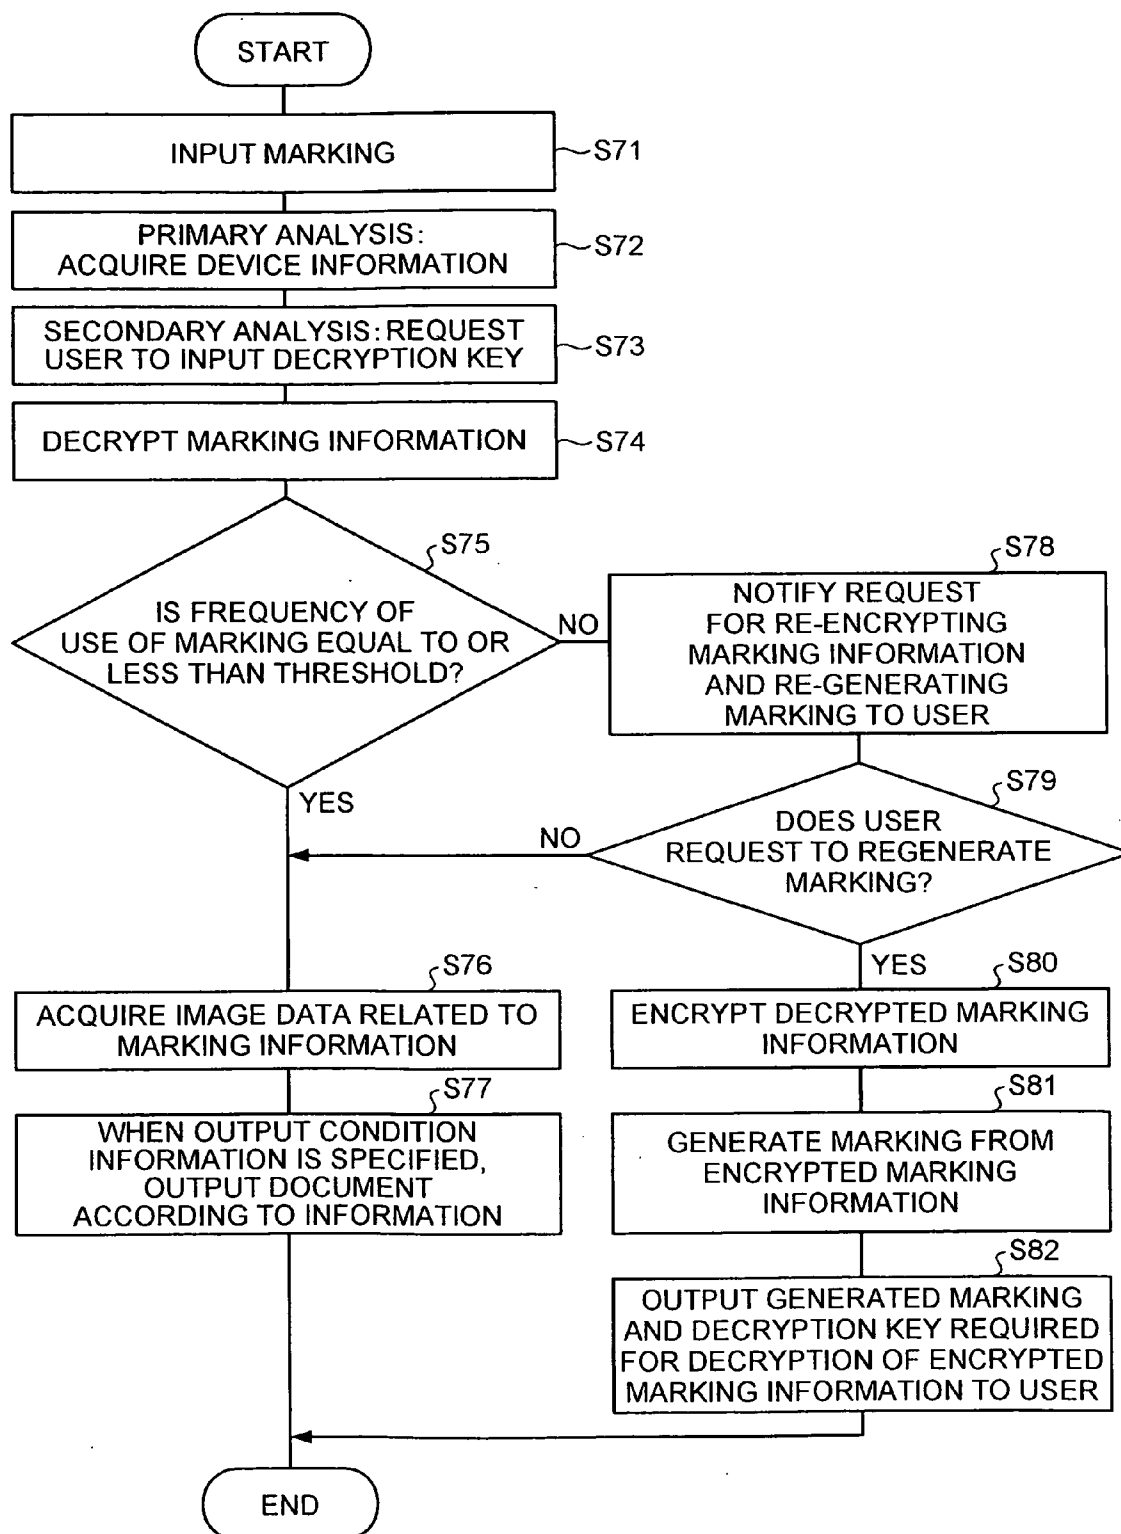 START
INPUT MARKING
S71
PRIMARY ANALYSIS:
ACQUIRE DEVICE INFORMATION
S72
SECONDARY ANALYSIS: REQUEST
USER TO INPUT DECRYPTION KEY
S73
DECRYPT MARKING INFORMATION
S74
S75
IS FREQUENCY OF
USE OF MARKING EQUAL TO OR
LESS THAN THRESHOLD?
NO
YES
S78
NOTIFY REQUEST
FOR RE-ENCRYPTING
MARKING INFORMATION
AND RE-GENERATING
MARKING TO USER
S79
DOES USER
REQUEST TO REGENERATE
MARKING?
NO
YES
S76
ACQUIRE IMAGE DATA RELATED TO
MARKING INFORMATION
S77
WHEN OUTPUT CONDITION
INFORMATION IS SPECIFIED,
OUTPUT DOCUMENT
ACCORDING TO INFORMATION
S80
ENCRYPT DECRYPTED MARKING
INFORMATION
S81
GENERATE MARKING FROM
ENCRYPTED MARKING
INFORMATION
S82
OUTPUT GENERATED MARKING
AND DECRYPTION KEY REQUIRED
FOR DECRYPTION OF ENCRYPTED
MARKING INFORMATION TO USER
END